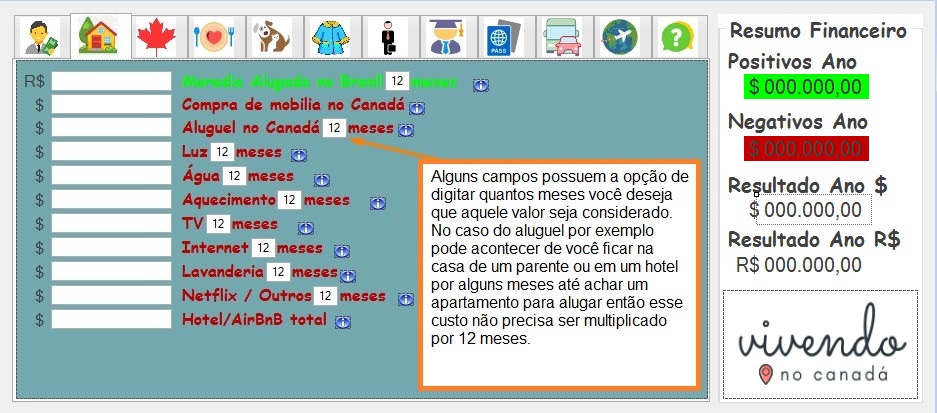 R$ Moradia Alugada no Brasil 12 meses
$ Compra de mobilia no Canadá
$ Aluguel no Canadá 12 meses
$ Luz 12 meses
$ Água 12 meses
$ Aquecimento 12 meses
$ TV 12 meses
$ Internet 12 meses
$ Lavanderia 12 meses
$ Netflix / Outros 12 meses
$ Hotel/AirBnB total
Alguns campos possuem a opção de
digitar quantos meses você deseja
que aquele valor seja considerado.
No caso do aluguel por exemplo
pode acontecer de você ficar na
casa de um parente ou em um hotel
por alguns meses até achar um
apartamento para alugar então esse
custo não precisa ser multiplicado
por 12 meses.
PASS
?
Resumo Financeiro
Positivos Ano
$ 000.000,00
Negativos Ano
$ 000.000,00
Resultado Ano $
$ 000.000,00
Resultado Ano R$
R$ 000.000,00
vivendo
no canadá